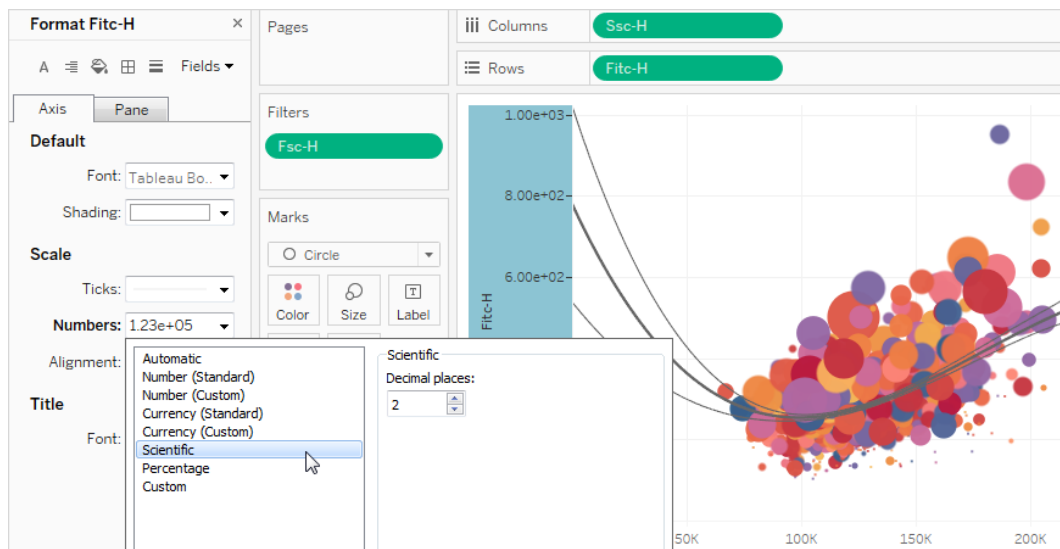 Format Fitc-H ×
A Fields
Axis Pane
Default
Font: Tableau Bo..
Shading:
Scale
Ticks:
Numbers: 1.23e+05
Alignment:
Title
Font:
Automatic
Number (Standard)
Number (Custom)
Currency (Standard)
Currency (Custom)
Scientific
Percentage
Custom
Scientific
Decimal places:
2
Pages
Filters
Fsc-H
Marks
Circle
Color Size T Label
Columns Ssc-H
Rows Fitc-H
1.00e+03
8.00e+02
6.00e+02
Fitc-H
50K 100K 150K 200K